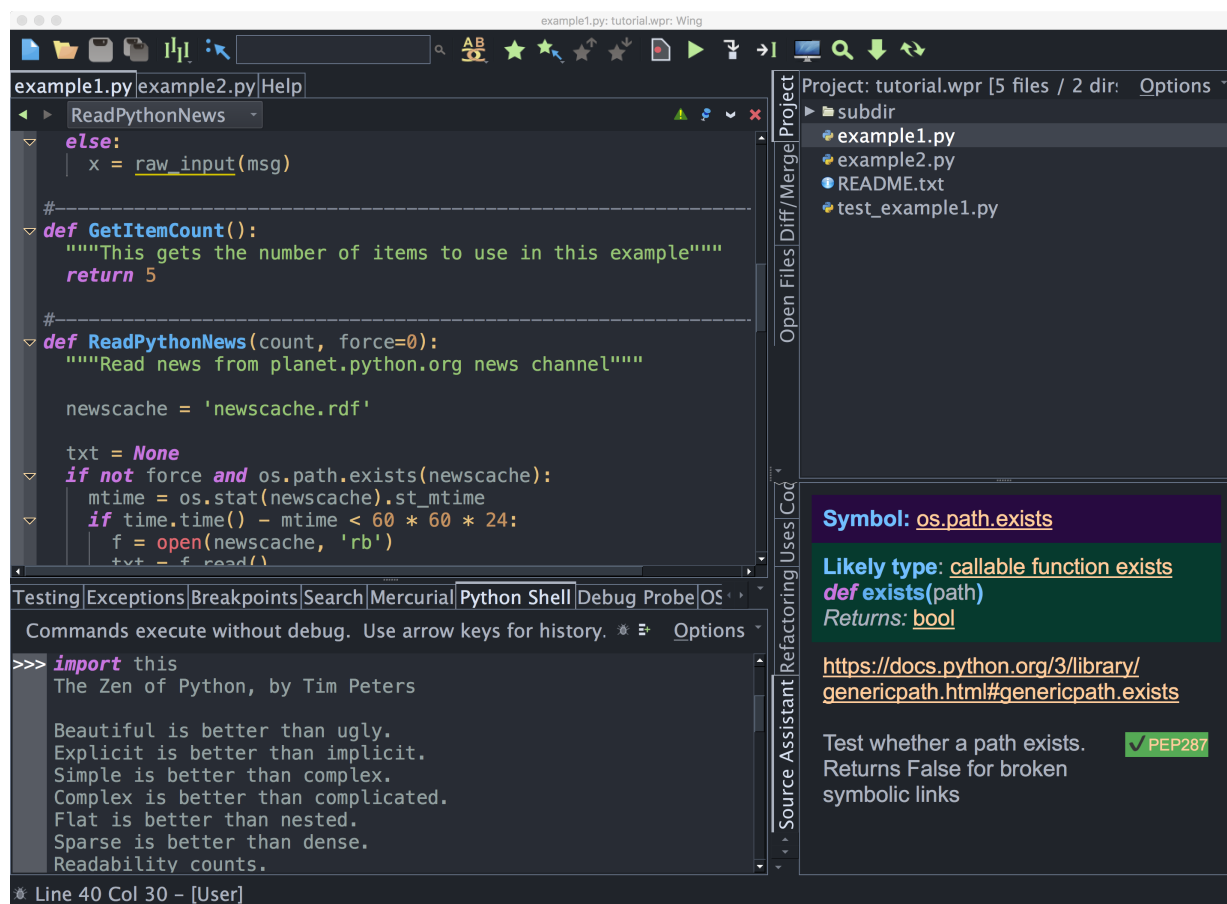 example1.py: tutorial.wpr: Wing
AB
example1.py example2.py Help
ReadPythonNews
else:
x = raw_input(msg)
#
def GetItemCount():
"""This gets the number of items to use in this example"""
return 5
#
def ReadPythonNews(count, force=0):
"""Read news from planet.python.org news channel"""
newscache = 'newscache.rdf'
txt = None
if not force and os.path.exists(newscache):
mtime = os.stat(newscache).st_mtime
if time.time() - mtime < 60 * 60 * 24:
f = open(newscache, 'rb')
txt = f.read()
Testing Exceptions Breakpoints Search Mercurial Python Shell Debug Probe OS
Commands execute without debug. Use arrow keys for history.
Options
>>> import this
The Zen of Python, by Tim Peters
Beautiful is better than ugly.
Explicit is better than implicit.
Simple is better than complex.
Complex is better than complicated.
Flat is better than nested.
Sparse is better than dense.
Readability counts.
Line 40 Col 30 – [User]
Project
Diff/Merge
Open Files
Project: tutorial.wpr [5 files / 2 dirs
Options
subdir
example1.py
example2.py
README.txt
test_example1.py
Uses
Refactoring
Source Assistant
Symbol: os.path.exists
Likely type: callable function exists
def exists(path)
Returns: bool
https://docs.python.org/3/library/
genericpath.html#genericpath.exists
Test whether a path exists.
✓PEP287
Returns False for broken
symbolic links